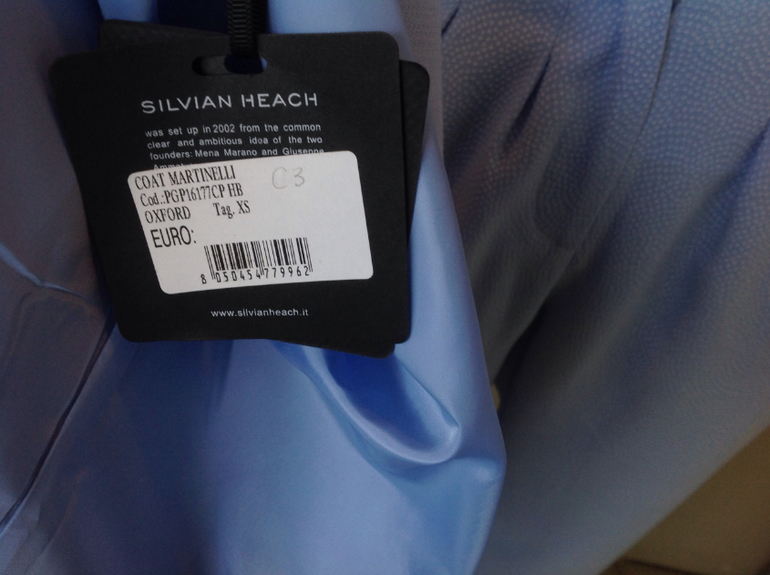 SILVIAN HEACH
was set up in 2002 from the common
clear and ambitious idea of the two
founders: Mena Marano and Giuseppe
COAT MARTINELLI
C3
Cod.:PGP16177CP HB
OXFORD Tag. XS
EURO:
8 050454 779962
www.silvianheach.it